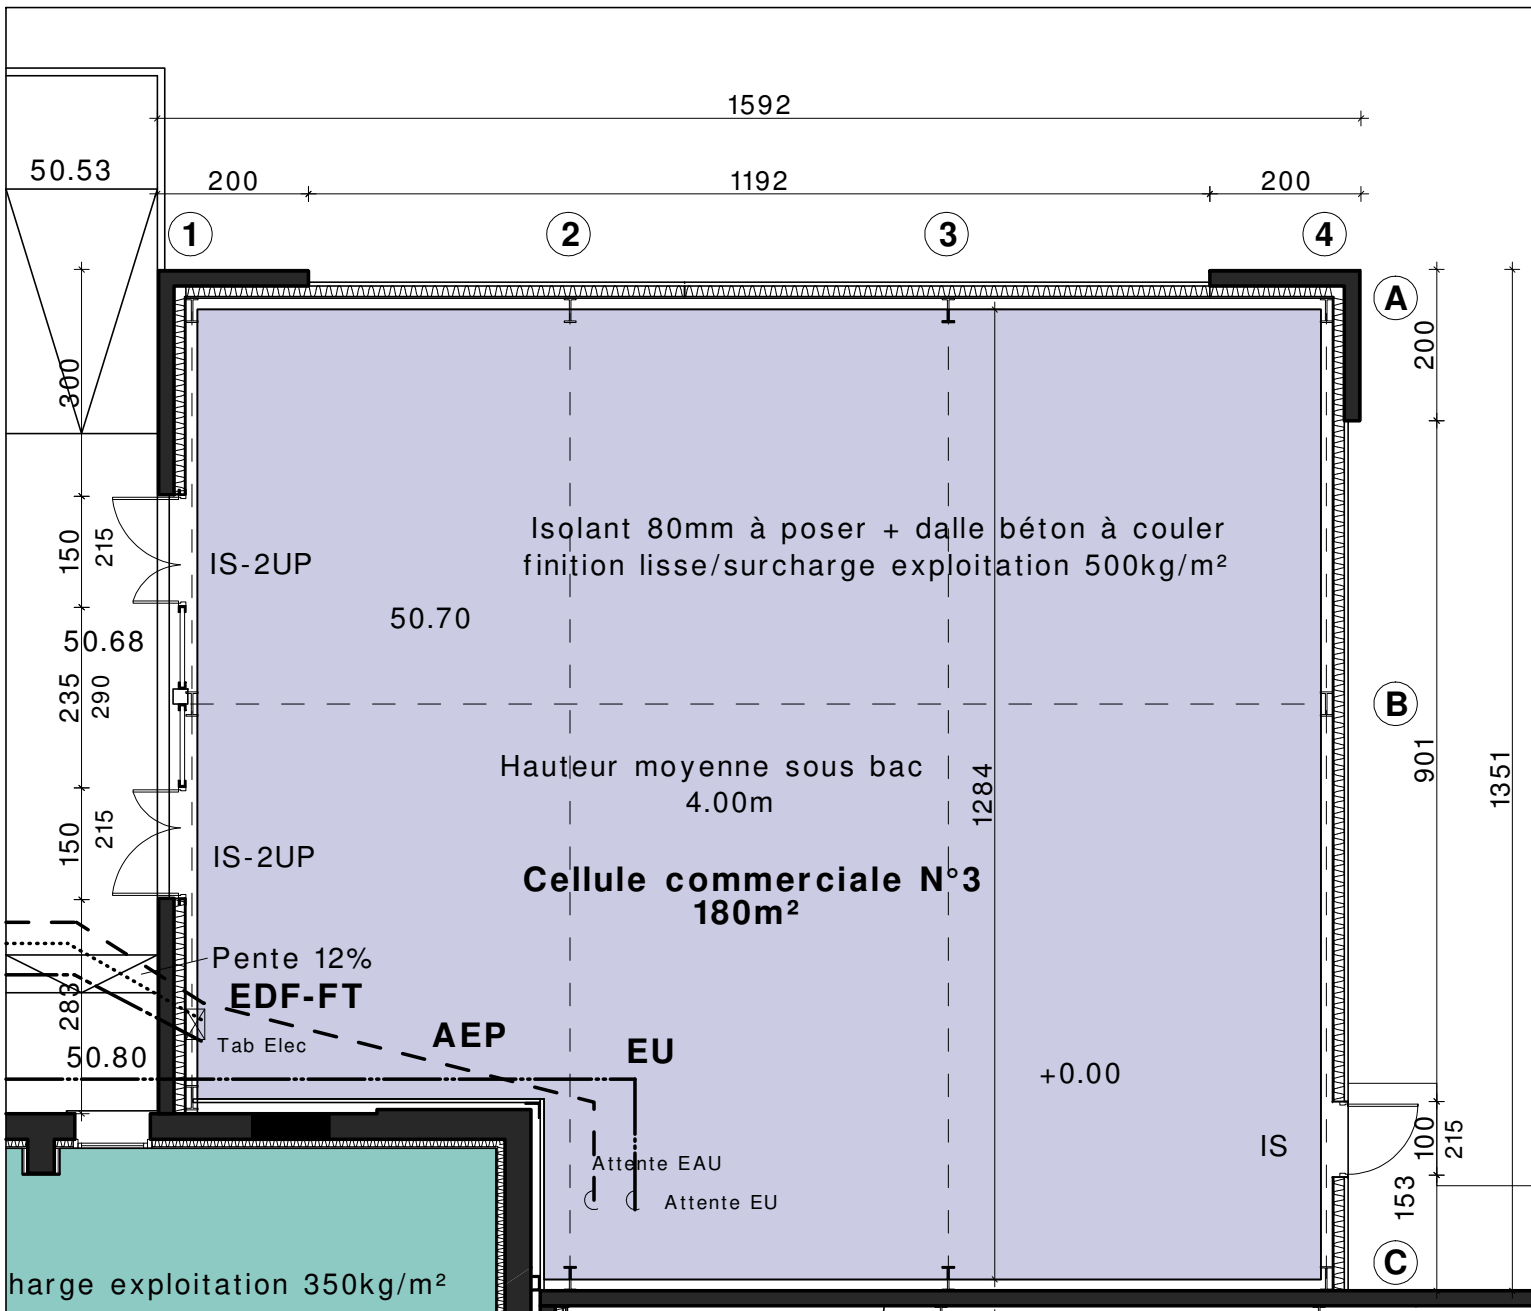 1592
50.53
200
1192
200
1
2
3
4
A
200
300
Isolant 80mm à poser + dalle béton à couler
finition lisse/surcharge exploitation 500kg/m²
150
215
IS-2UP
50.70
50.68
235
290
B
901
1351
Hauteur moyenne sous bac
4.00m
1284
150
215
IS-2UP
Cellule commerciale N°3
180m²
Pente 12%
EDF-FT
283
AEP
Tab Elec
EU
50.80
+0.00
100
215
IS
Attente EAU
153
Attente EU
C
harge exploitation 350kg/m²